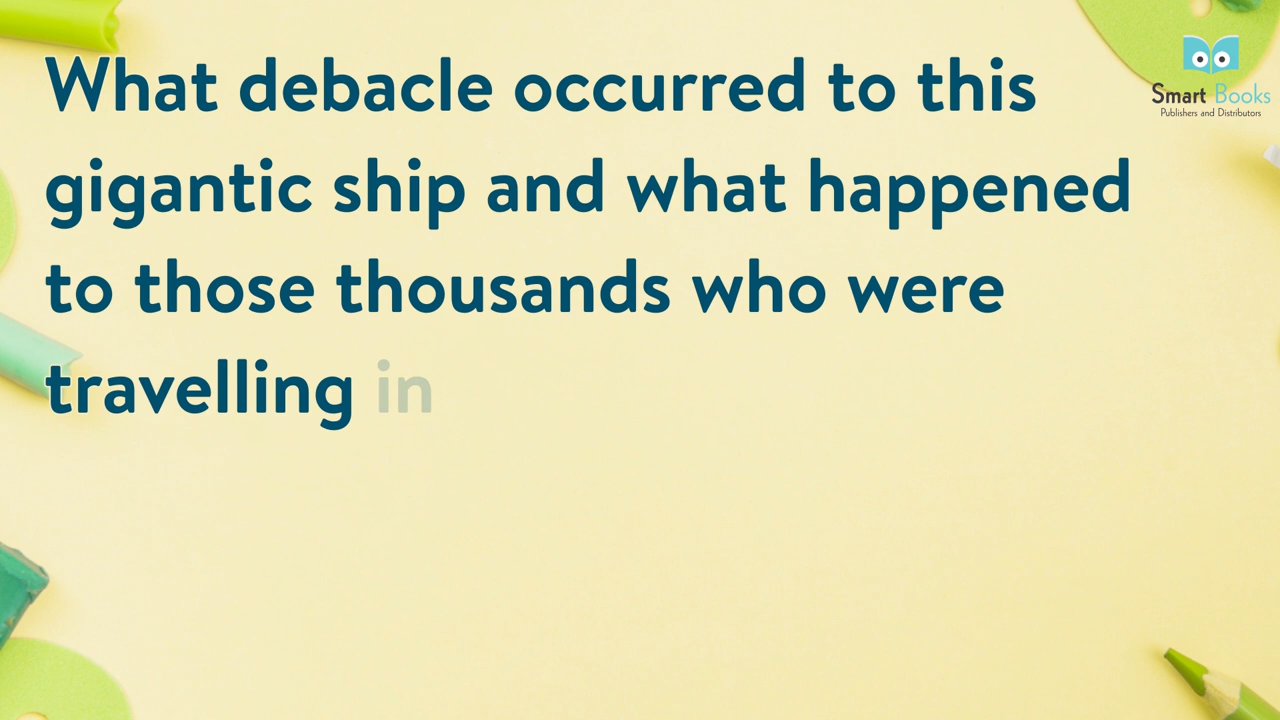 What debacle occurred to this
gigantic ship and what happened
to those thousands who were
travelling in
Smart Books
Publishers and Distributors